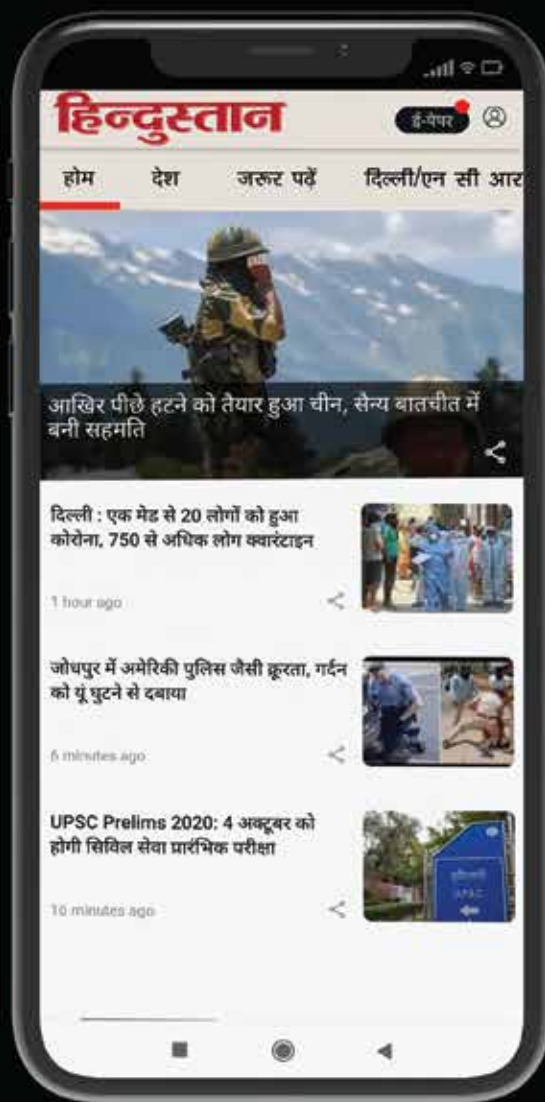 हिन्दुस्तान
ई-पेपर
होम देश जरूर पढ़ें दिल्ली/एन सी आर
आखिर पीछे हटने को तैयार हुआ चीन, सैन्य बातचीत में
बनी सहमति
दिल्ली : एक मेड से 20 लोगों को हुआ
कोरोना, 750 से अधिक लोग क्वारंटाइन
1 hour ago
जोधपुर में अमेरिकी पुलिस जैसी क्रूरता, गर्दन
को यूं घुटने से दबाया
6 minutes ago
UPSC Prelims 2020: 4 अक्टूबर को
होगी सिविल सेवा प्रारंभिक परीक्षा
10 minutes ago
UPSC